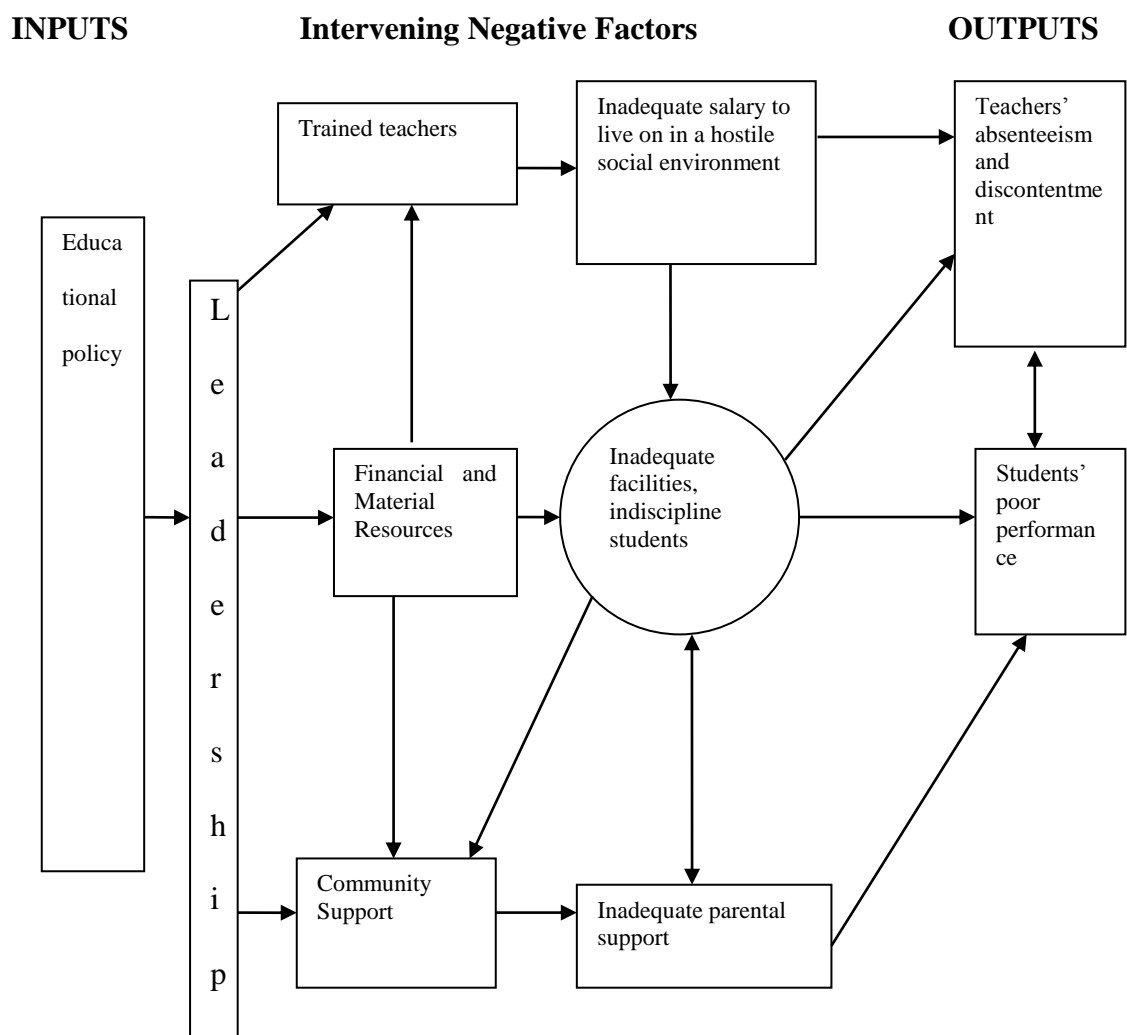 INPUTS
Intervening Negative Factors
OUTPUTS
Trained teachers
Inadequate salary to
live on in a hostile
social environment
Teachers’
absenteeism
and
discontentme
nt
Educa
tional
policy
L
e
a
d
e
r
s
h
i
p
Financial and
Material
Resources
Inadequate
facilities,
indiscipline
students
Students’
poor
performan
ce
Community
Support
Inadequate parental
support